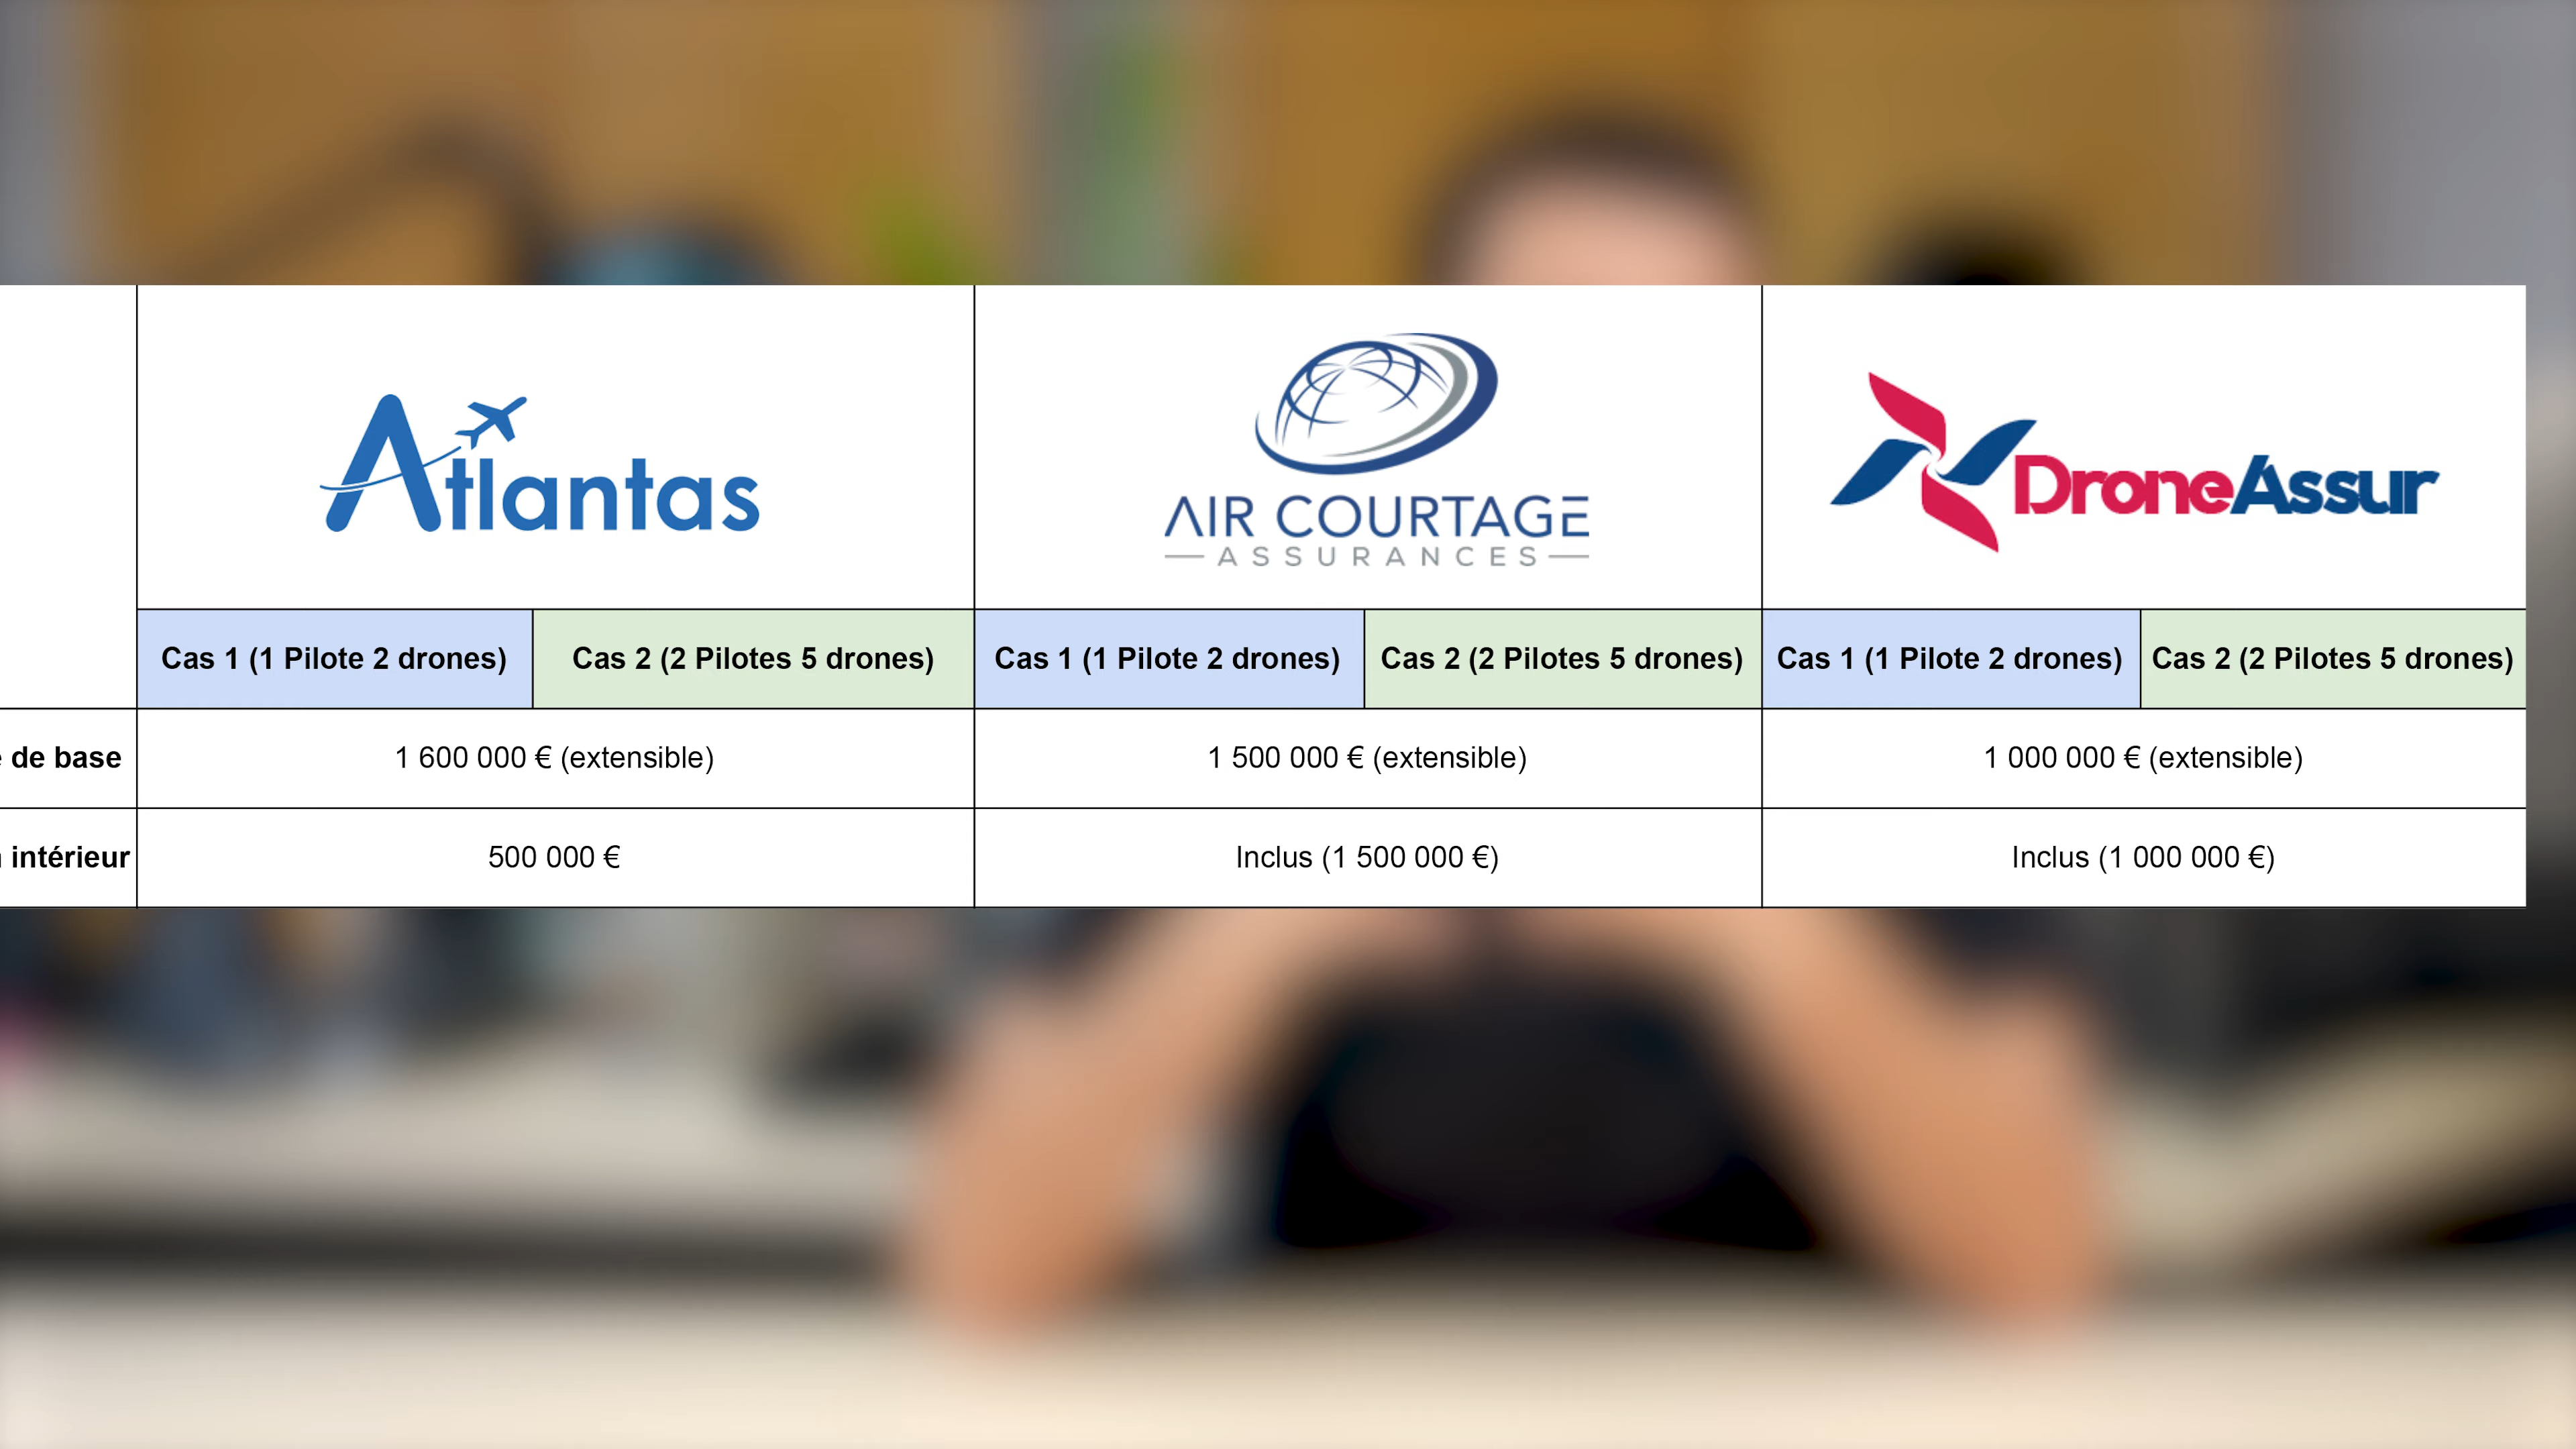 Atlantas
AIR COURTAGE
ASSURANCES
DroneAssur
Cas 1 (1 Pilote 2 drones)
Cas 2 (2 Pilotes 5 drones)
Cas 1 (1 Pilote 2 drones)
Cas 2 (2 Pilotes 5 drones)
Cas 1 (1 Pilote 2 drones)
Cas 2 (2 Pilotes 5 drones)
de base
1 600 000 € (extensible)
1 500 000 € (extensible)
1 000 000 € (extensible)
intérieur
500 000 €
Inclus (1 500 000 €)
Inclus (1 000 000 €)